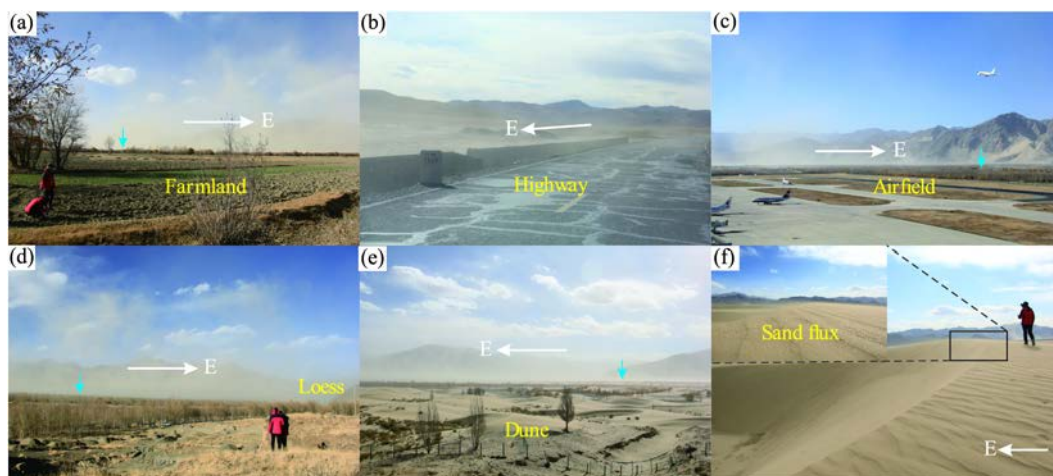 (a)
E
Farmland
(b)
E
Highway
(c)
E
Airfield
(d)
E
Loess
(e)
E
Dune
(f)
Sand flux
E